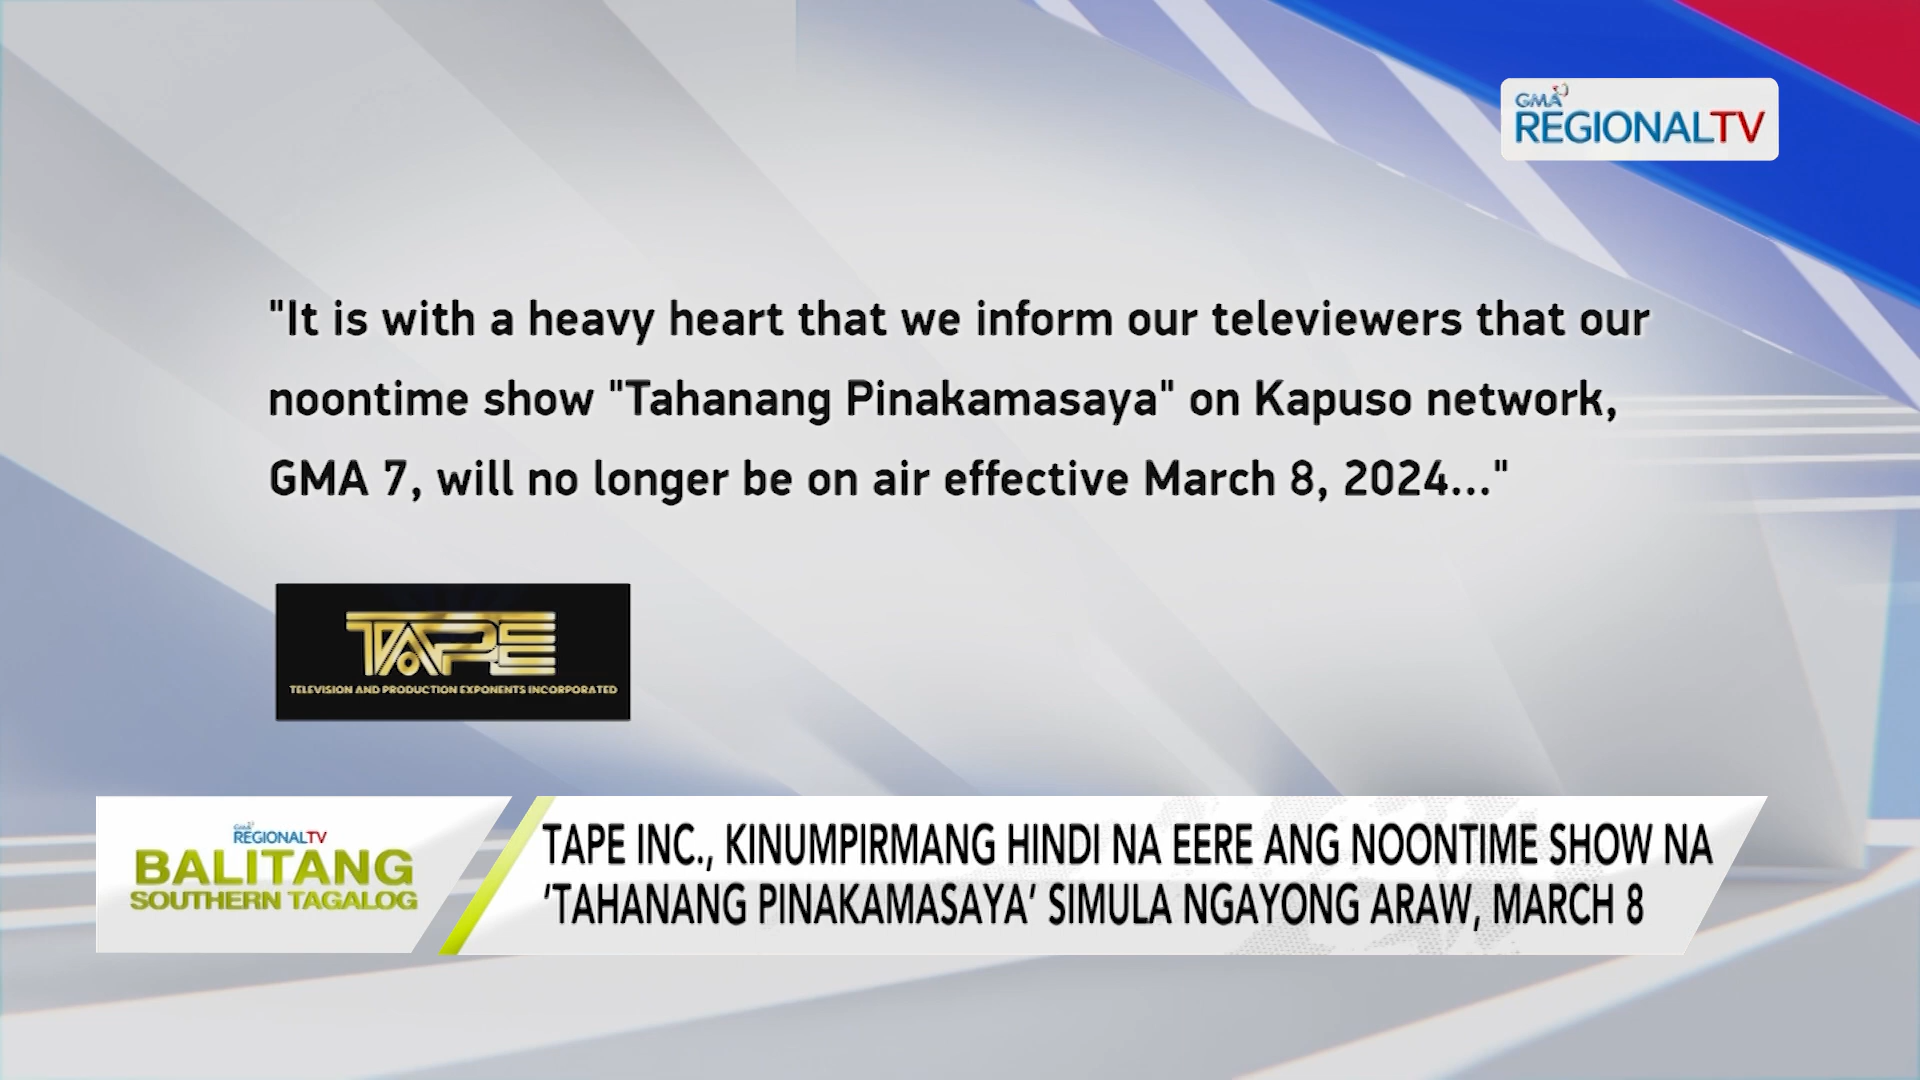 GMA
REGIONALTV
"It is with a heavy heart that we inform our televiewers that our
noontime show "Tahanang Pinakamasaya" on Kapuso network,
GMA 7, will no longer be on air effective March 8, 2024..."
TAPE
TELEVISION AND PRODUCTION EXPONENTS INCORPORATED
GMA
REGIONALTV
BALITANG
SOUTHERN TAGALOG
TAPE INC., KINUMPIRMANG HINDI NA EERE ANG NOONTIME SHOW NA
‘TAHANANG PINAKAMASAYA’ SIMULA NGAYONG ARAW, MARCH 8